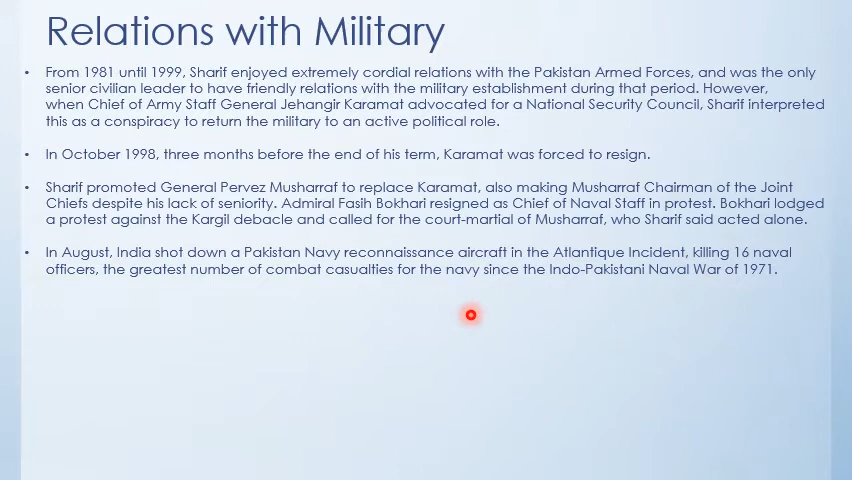 Relations with Military
• From 1981 until 1999, Sharif enjoyed extremely cordial relations with the Pakistan Armed Forces, and was the only
senior civilian leader to have friendly relations with the military establishment during that period. However,
when Chief of Army Staff General Jehangir Karamat advocated for a National Security Council, Sharif interpreted
this as a conspiracy to return the military to an active political role.
• In October 1998, three months before the end of his term, Karamat was forced to resign.
• Sharif promoted General Pervez Musharraf to replace Karamat, also making Musharraf Chairman of the Joint
Chiefs despite his lack of seniority. Admiral Fasih Bokhari resigned as Chief of Naval Staff in protest. Bokhari lodged
a protest against the Kargil debacle and called for the court-martial of Musharraf, who Sharif said acted alone.
• In August, India shot down a Pakistan Navy reconnaissance aircraft in the Atlantique Incident, killing 16 naval
officers, the greatest number of combat casualties for the navy since the Indo-Pakistani Naval War of 1971.